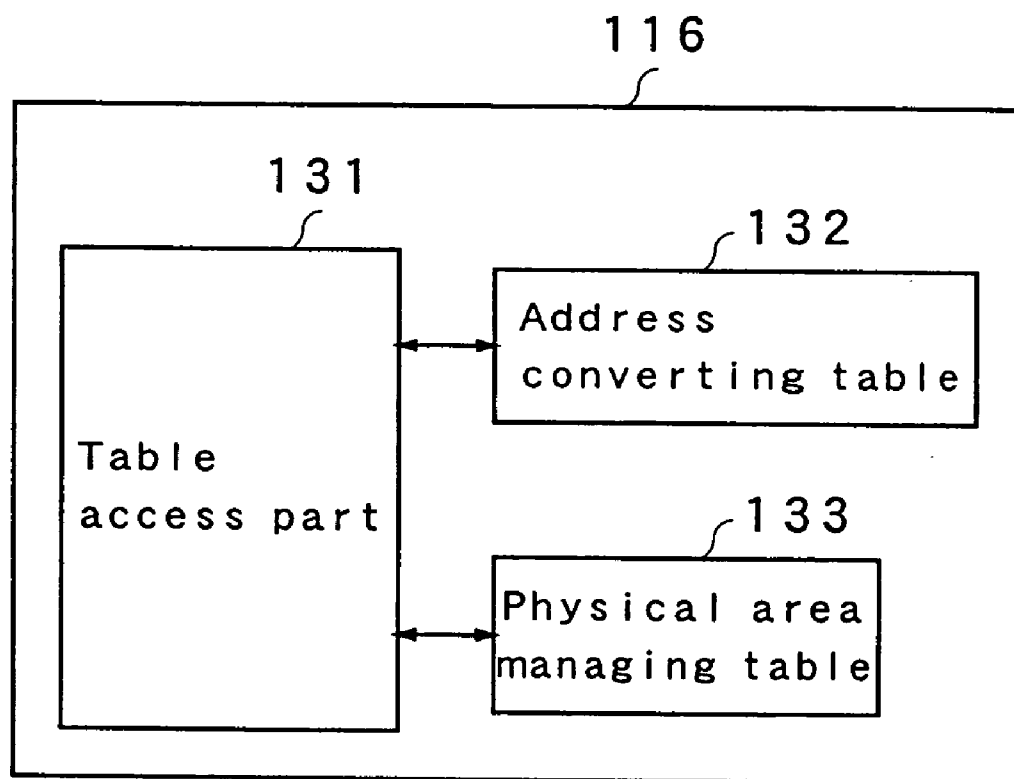 116
131
132
Address
converting table
Table
access part
133
Physical area
managing table